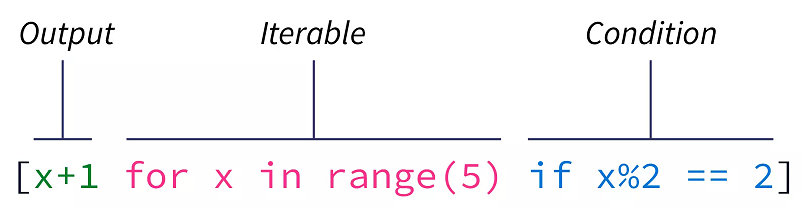 Output Iterable Condition
[x+1 for x in range(5) if x%2 == 2]